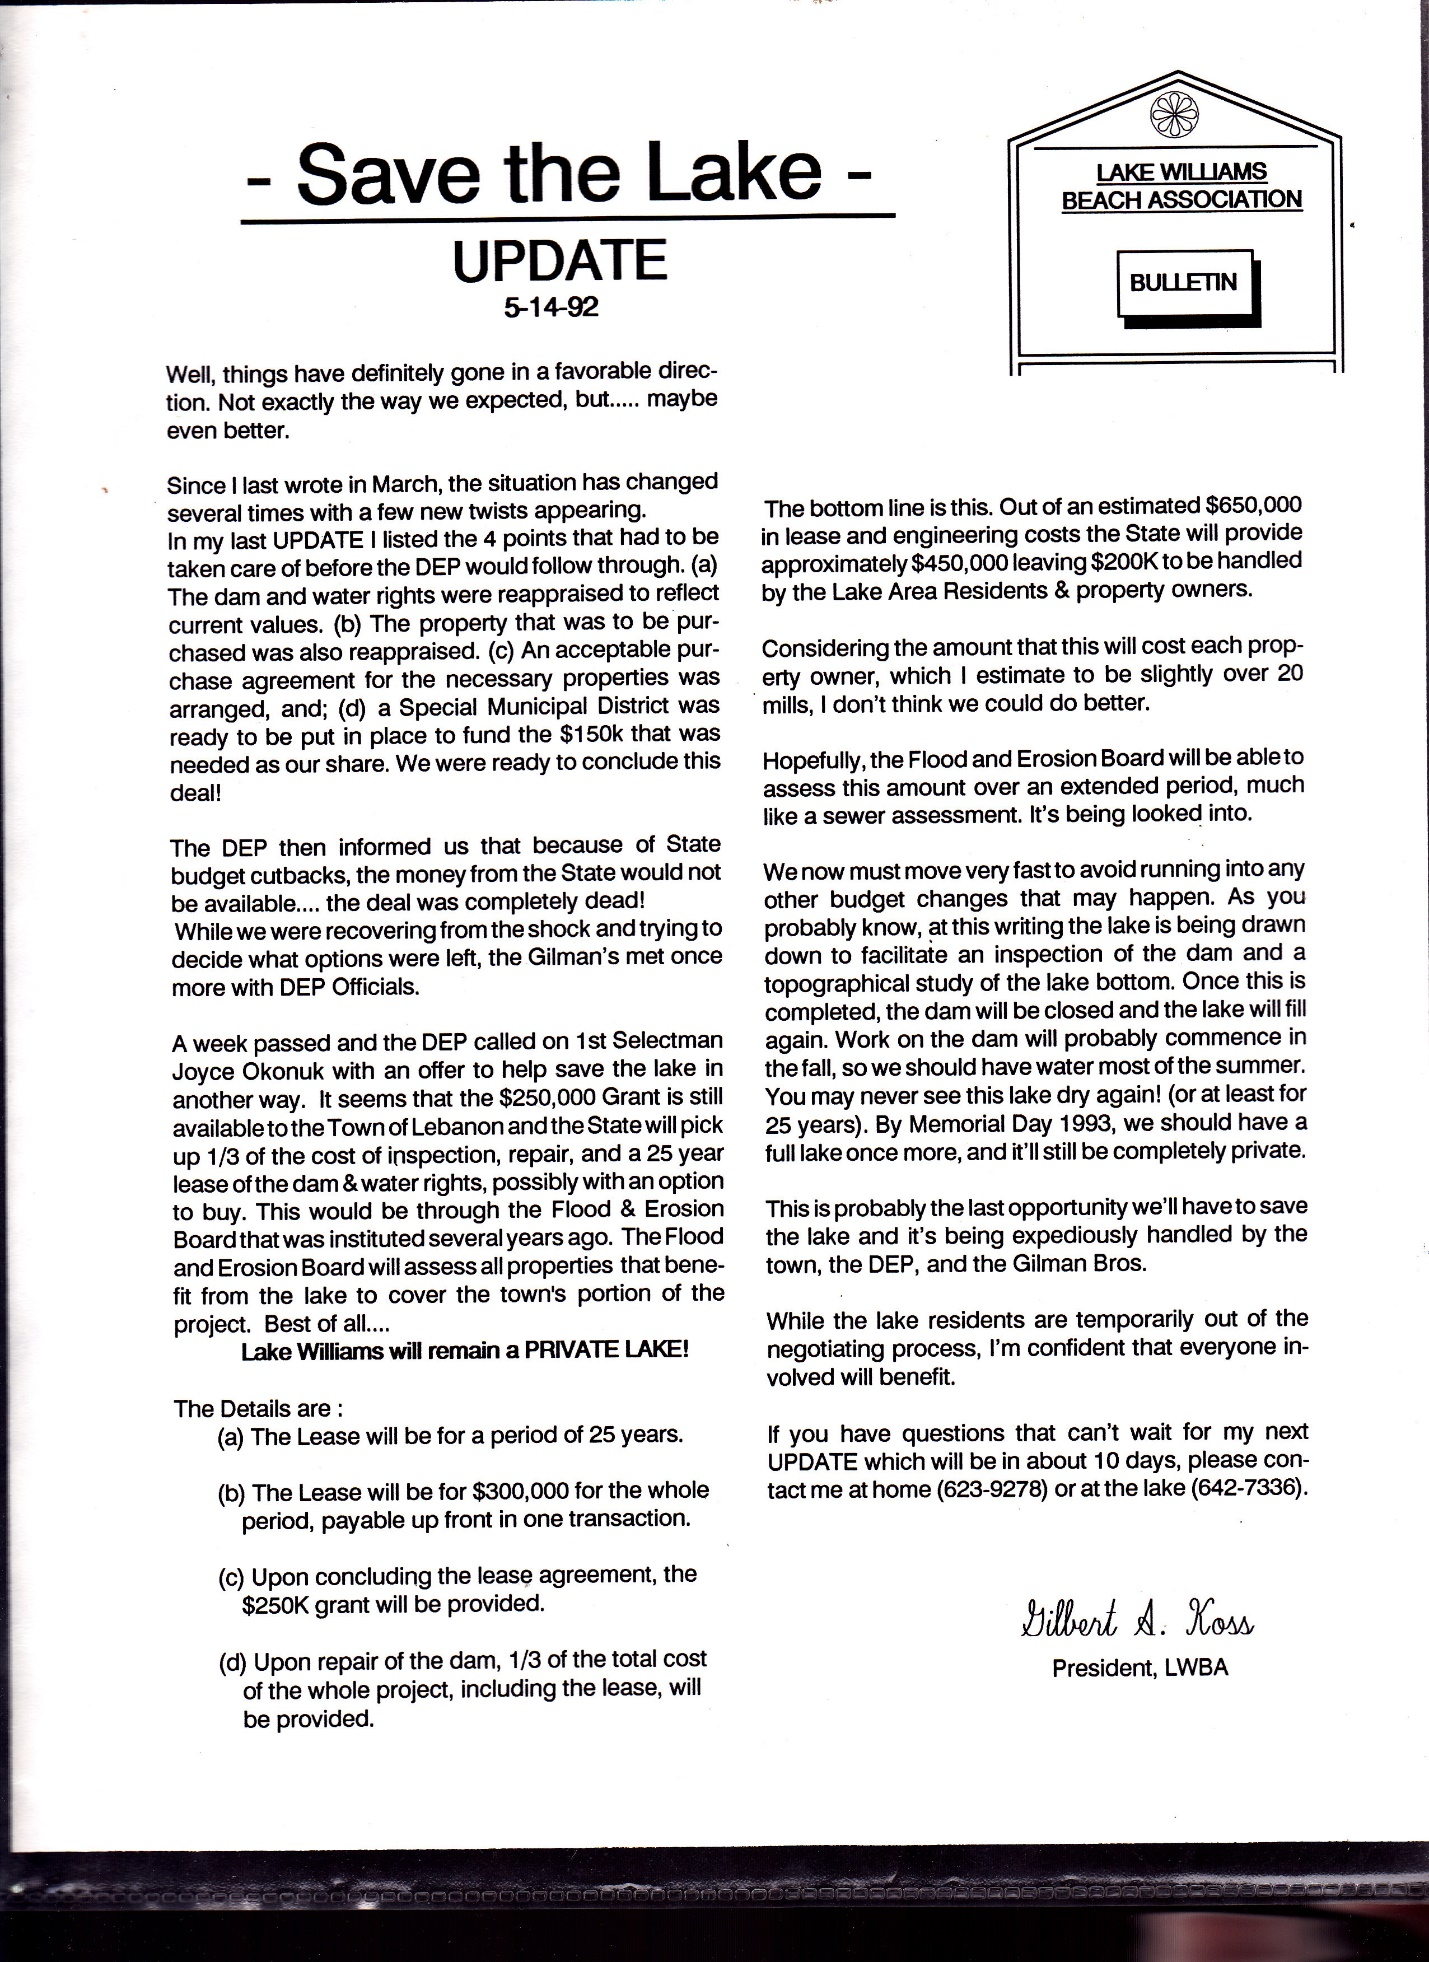 - Save the Lake -
UPDATE
5-14-92
LAKE WILLIAMS
BEACH ASSOCIATION
BULLETIN
Well, things have definitely gone in a favorable direc-
tion. Not exactly the way we expected, but..... maybe
even better.
Since I last wrote in March, the situation has changed
several times with a few new twists appearing.
In my last UPDATE I listed the 4 points that had to be
taken care of before the DEP would follow through. (a)
The dam and water rights were reappraised to reflect
current values. (b) The property that was to be pur-
chased was also reappraised. (c) An acceptable pur-
chase agreement for the necessary properties was
arranged, and; (d) a Special Municipal District was
ready to be put in place to fund the $150k that was
needed as our share. We were ready to conclude this
deal!
The DEP then informed us that because of State
budget cutbacks, the money from the State would not
be available.... the deal was completely dead!
While we were recovering from the shock and trying to
decide what options were left, the Gilman's met once
more with DEP Officials.
A week passed and the DEP called on 1st Selectman
Joyce Okonuk with an offer to help save the lake in
another way. It seems that the $250,000 Grant is still
available to the Town of Lebanon and the State will pick
up 1/3 of the cost of inspection, repair, and a 25 year
lease of the dam & water rights, possibly with an option
to buy. This would be through the Flood & Erosion
Board that was instituted several years ago. The Flood
and Erosion Board will assess all properties that bene-
fit from the lake to cover the town's portion of the
project. Best of all....
Lake Williams will remain a PRIVATE LAKE!
The Details are :
(a) The Lease will be for a period of 25 years.
(b) The Lease will be for $300,000 for the whole
period, payable up front in one transaction.
(c) Upon concluding the lease agreement, the
$250K grant will be provided.
(d) Upon repair of the dam, 1/3 of the total cost
of the whole project, including the lease, will
be provided.
The bottom line is this. Out of an estimated $650,000
in lease and engineering costs the State will provide
approximately $450,000 leaving $200K to be handled
by the Lake Area Residents & property owners.
Considering the amount that this will cost each prop-
erty owner, which I estimate to be slightly over 20
mills, I don't think we could do better.
Hopefully, the Flood and Erosion Board will be able to
assess this amount over an extended period, much
like a sewer assessment. It's being looked into.
We now must move very fast to avoid running into any
other budget changes that may happen. As you
probably know, at this writing the lake is being drawn
down to facilitate an inspection of the dam and a
topographical study of the lake bottom. Once this is
completed, the dam will be closed and the lake will fill
again. Work on the dam will probably commence in
the fall, so we should have water most of the summer.
You may never see this lake dry again! (or at least for
25 years). By Memorial Day 1993, we should have a
full lake once more, and it'll still be completely private.
This is probably the last opportunity we'll have to save
the lake and it's being expediously handled by the
town, the DEP, and the Gilman Bros.
While the lake residents are temporarily out of the
negotiating process, I'm confident that everyone in-
volved will benefit.
If you have questions that can't wait for my next
UPDATE which will be in about 10 days, please con-
tact me at home (623-9278) or at the lake (642-7336).
Gilbert A. Koss
President, LWBA